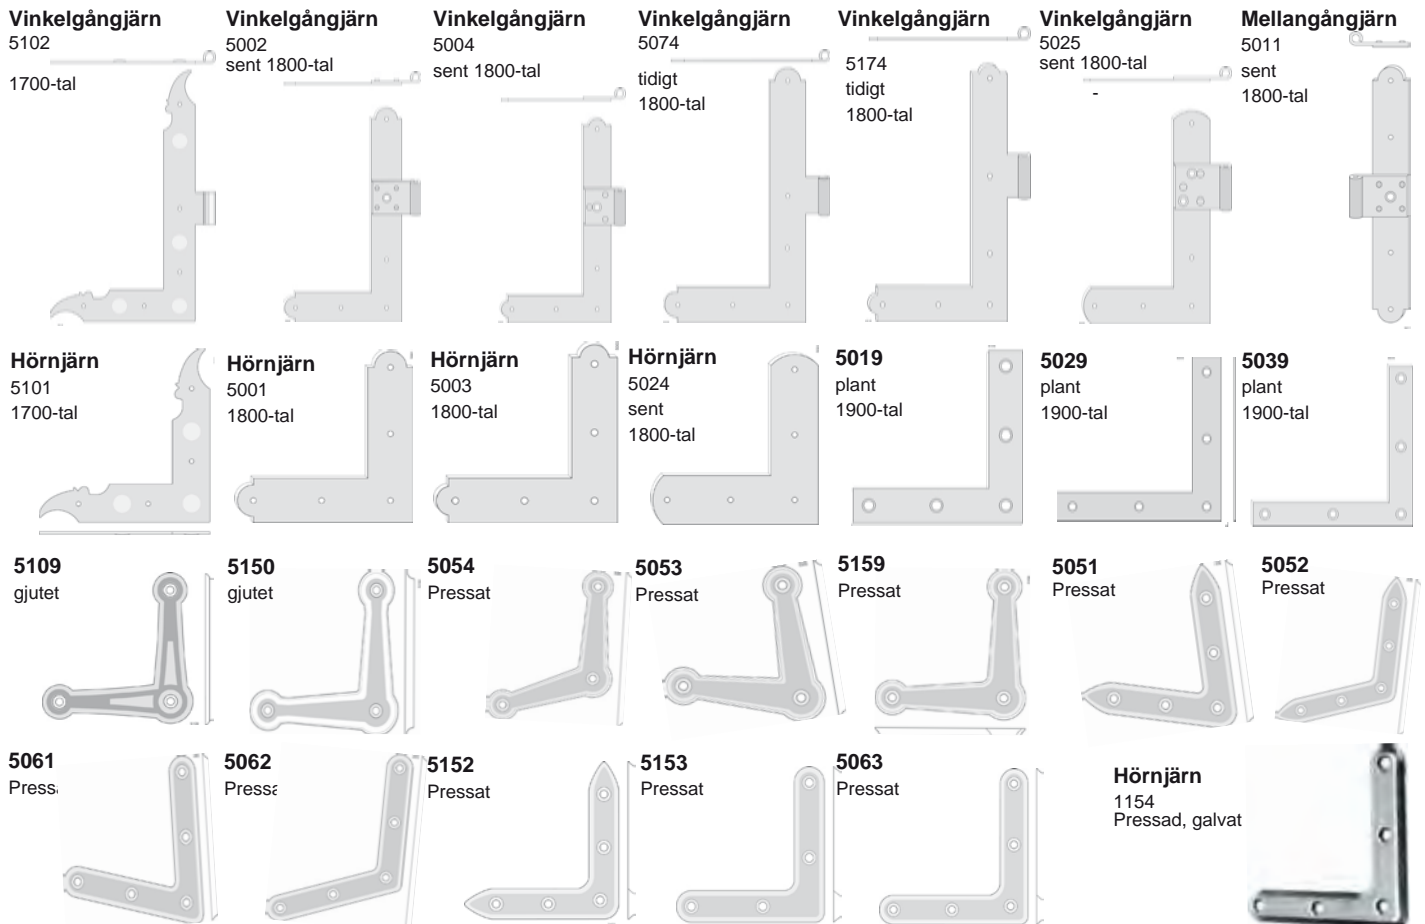 Vinkelgångjärn
5102
1700-tal
Vinkelgångjärn
5002
sent 1800-tal
Vinkelgångjärn
5004
sent 1800-tal
Vinkelgångjärn
5074
tidigt
1800-tal
Vinkelgångjärn
5174
tidigt
1800-tal
Vinkelgångjärn
5025
sent 1800-tal
-
Mellangångjärn
5011
sent
1800-tal
Hörnjärn
5101
1700-tal
Hörnjärn
5001
1800-tal
Hörnjärn
5003
1800-tal
Hörnjärn
5024
sent
1800-tal
5019
plant
1900-tal
5029
plant
1900-tal
5039
plant
1900-tal
5109
gjutet
5150
gjutet
5054
Pressat
5053
Pressat
5159
Pressat
5051
Pressat
5052
Pressat
5061
Press
5062
Pressa
5152
Pressat
5153
Pressat
5063
Pressat
Hörnjärn
1154
Pressad, galvat